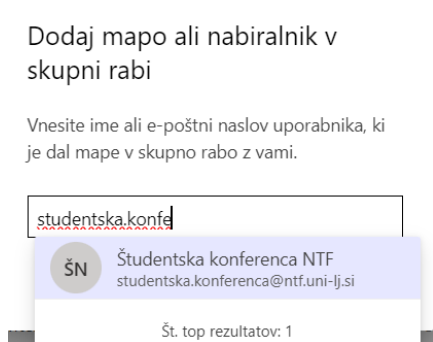 Dodaj mapo ali nabiralnik v
skupni rabi
Vnesite ime ali e-poštni naslov uporabnika, ki
je dal mape v skupno rabo z vami.
studentska.konfe
ŠN
Študentska konferenca NTF
studentska.konferenca@ntf.uni-lj.si
Št. top rezultatov: 1